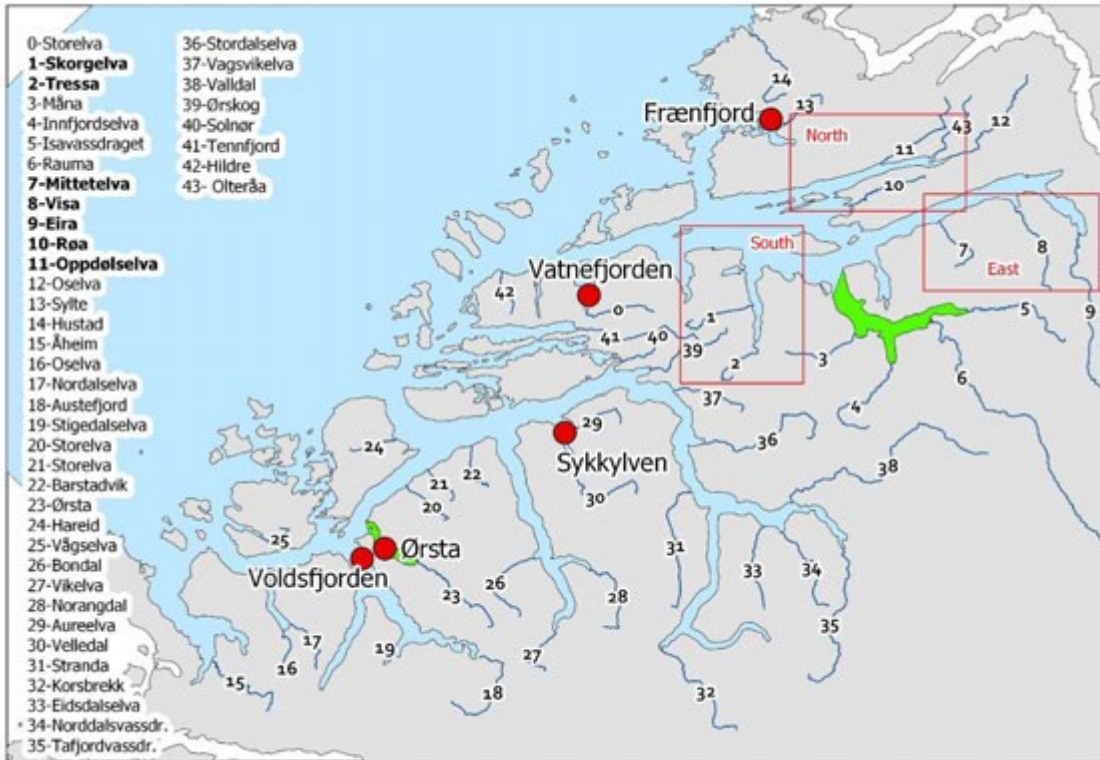 0-Storelva
1-Skorgelva
2-Tressa
3-Måna
4-Innfjordselva
5-Isavassdraget
6-Rauma
7-Mittetelva
8-Visa
9-Eira
10-Røa
11-Oppdølselva
12-Oselva
13-Sylte
14-Hustad
15-Åheim
16-Oselva
17-Nordalselva
18-Austefjord
19-Stigedalselva
20-Storelva
21-Storelva
22-Barstadvik
23-Ørsta
24-Hareid
25-Vågselva
26-Bondal
27-Vikelva
28-Norangdal
29-Aureelva
30-Velledal
31-Stranda
32-Korsbrekk
33-Eidsdalselva
34-Norddalsvassdr.
35-Tafjordvassdr.
36-Stordalselva
37-Vagsvikelva
38-Valldal
39-Ørskog
40-Solnør
41-Tennfjord
42-Hildre
43- Olteråa
14
13
Frænfjord
North
43
12
11
10
South
Vatnefjorden
42
0
1
7
8
East
41
40
39
2
3
5
9
37
4
6
29
36
Sykkylven
24
22
21
30
38
20
25
Ørsta
Voldsfjorden
31
26
33
34
23
28
35
17
16
19
27
15
18
32